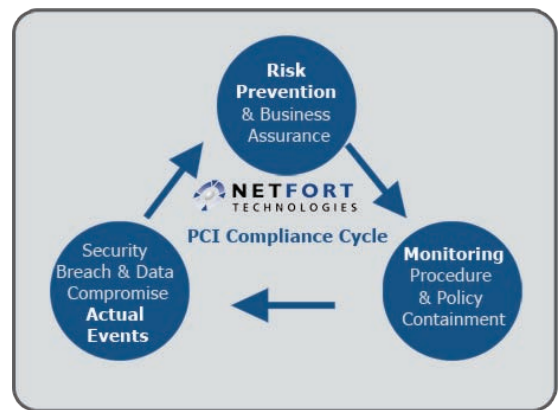 Risk
Prevention
& Business
Assurance
NETFORT
TECHNOLOGIES
PCI Compliance Cycle
Security
Breach & Data
Compromise
Actual
Events
Monitoring
Procedure
& Policy
Containment